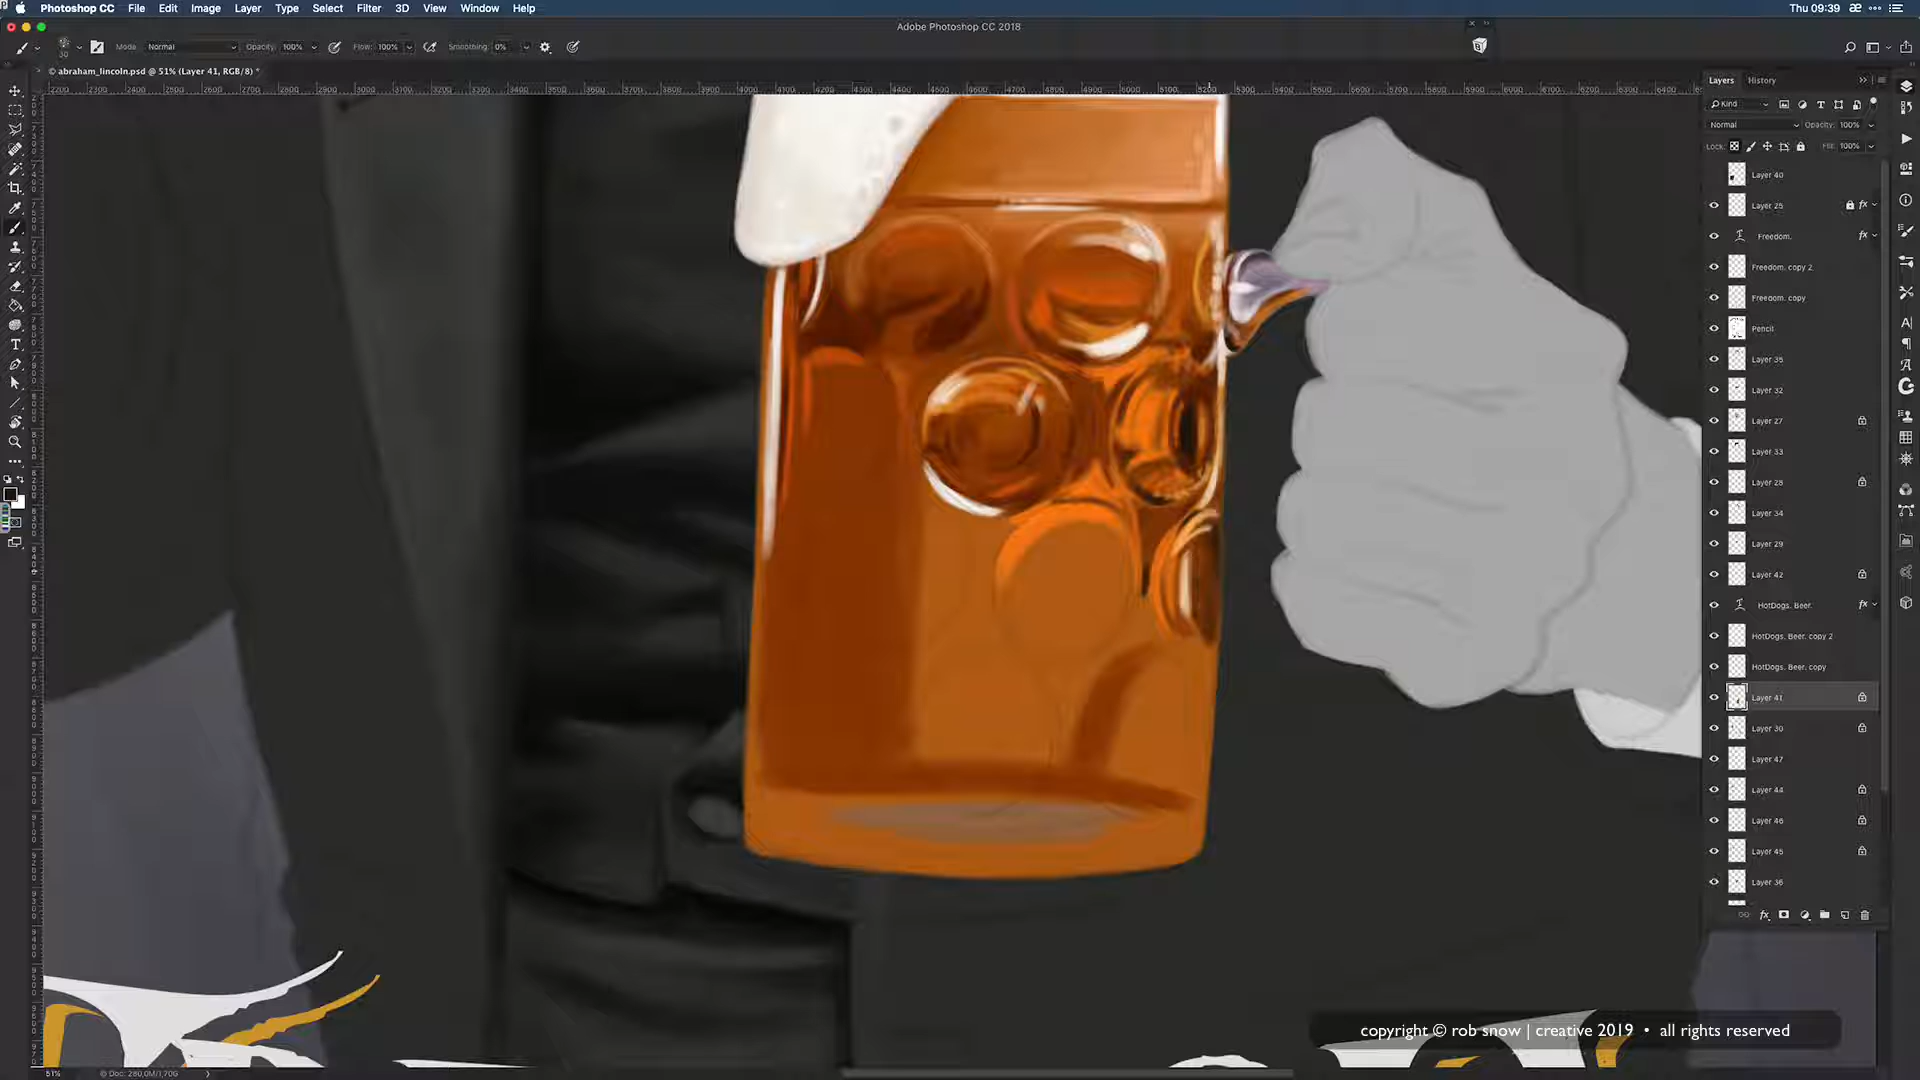 Photoshop CC File Edit Image Layer Type Select Filter 3D View Window Help Thu 09:39
Adobe Photoshop CC 2018
Mode: Normal Opacity: 100% Flow: 100% Smoothing: 0%
© abraham_lincoln.psd @ 51% (Layer 41, RGB/8) *
Layers History
Kind
Normal Opacity: 100%
Lock: Fill: 100%
Layer 40
Layer 25
Freedom.
Freedom. copy 2
Freedom. copy
Pencil
Layer 35
Layer 32
Layer 27
Layer 33
Layer 28
Layer 34
Layer 29
Layer 42
HotDogs. Beer.
HotDogs. Beer. copy 2
HotDogs. Beer. copy
Layer 41
Layer 30
Layer 47
Layer 44
Layer 46
Layer 45
Layer 36
copyright © rob snow | creative 2019 • all rights reserved
51% © Doc: 280,0M/1,70G